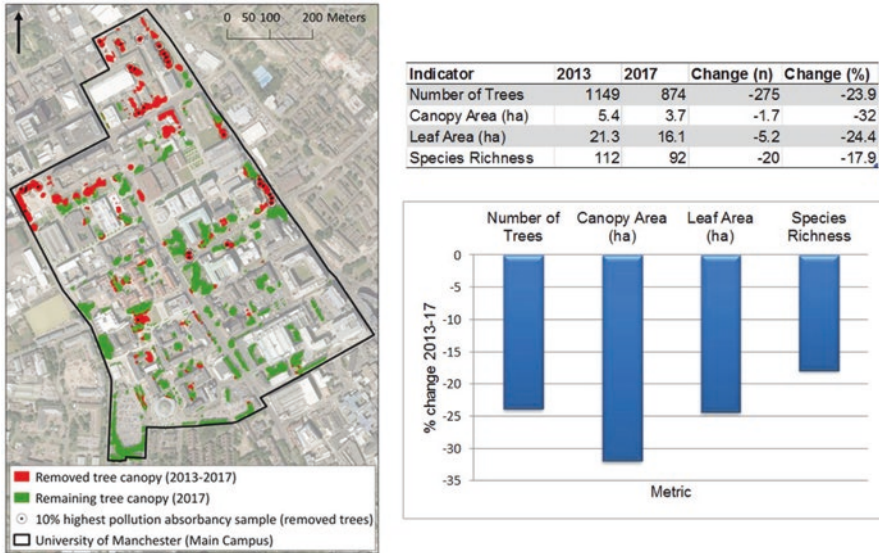 0 50 100 200 Meters
Removed tree canopy (2013-2017)
Remaining tree canopy (2017)
10% highest pollution absorbancy sample (removed trees)
University of Manchester (Main Campus)
Indicator 2013 2017 Change (n) Change (%)
Number of Trees 1149 874 -275 -23.9
Canopy Area (ha) 5.4 3.7 -1.7 -32
Leaf Area (ha) 21.3 16.1 -5.2 -24.4
Species Richness 112 92 -20 -17.9
Number of Trees
Canopy Area (ha)
Leaf Area (ha)
Species Richness
0
-5
-10
-15
-20
-25
-30
-35
% change 2013-17
Metric